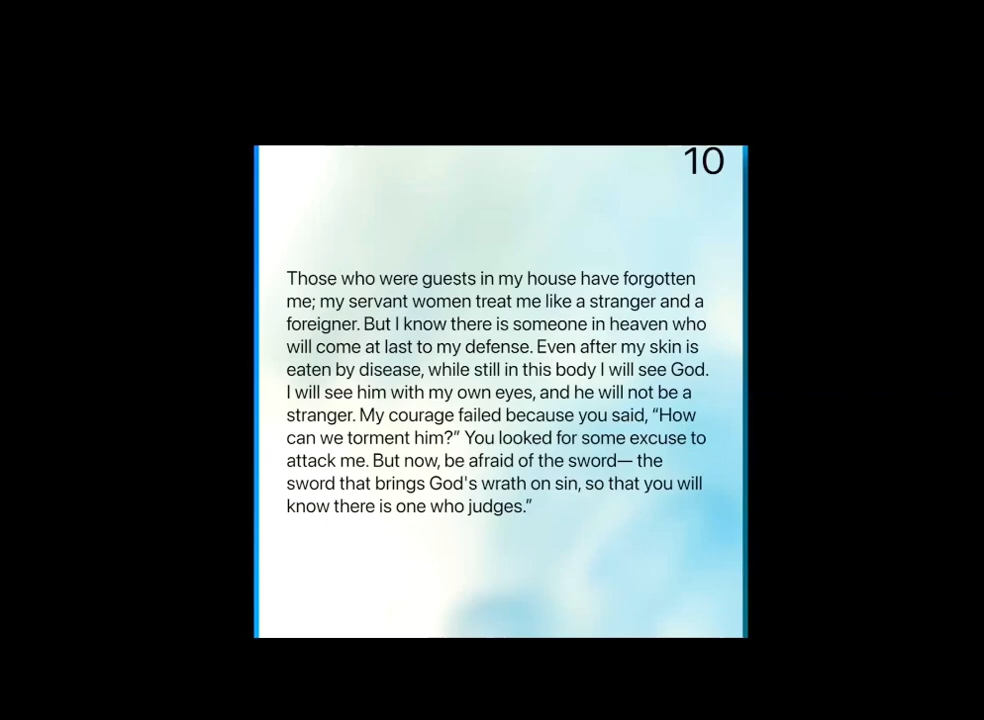 10
Those who were guests in my house have forgotten
me; my servant women treat me like a stranger and a
foreigner. But I know there is someone in heaven who
will come at last to my defense. Even after my skin is
eaten by disease, while still in this body I will see God.
I will see him with my own eyes, and he will not be a
stranger. My courage failed because you said, “How
can we torment him?” You looked for some excuse to
attack me. But now, be afraid of the sword— the
sword that brings God's wrath on sin, so that you will
know there is one who judges.”